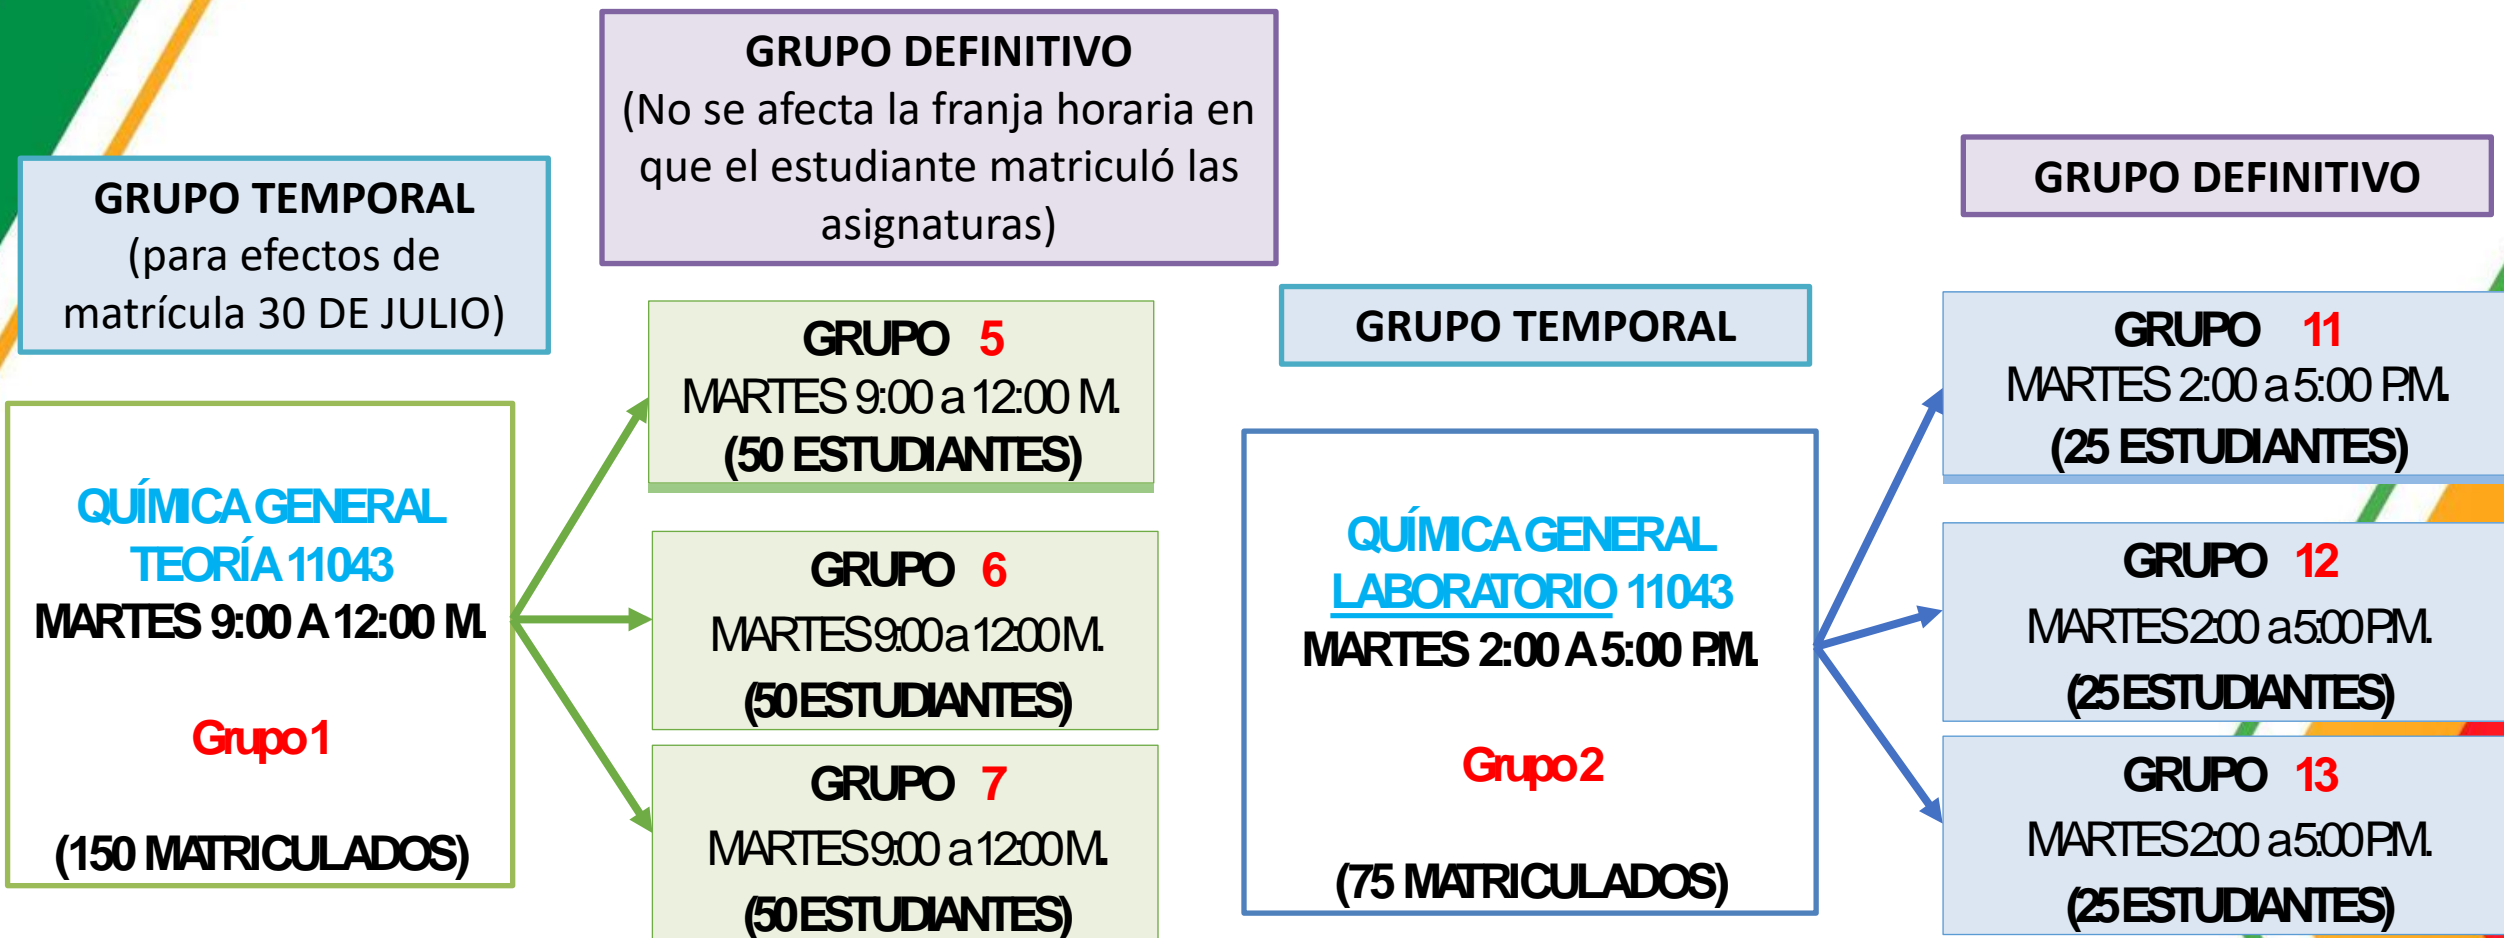 GRUPO TEMPORAL
(para efectos de
matrícula 30 DE JULIO)
QUÍMICA GENERAL
TEORÍA 11043
MARTES 9:00 A 12:00 M.
Grupo 1
(150 MATRICULADOS)
GRUPO DEFINITIVO
(No se afecta la franja horaria en
que el estudiante matriculó las
asignaturas)
GRUPO 5
MARTES 9:00 a 12:00 M.
(50 ESTUDIANTES)
GRUPO 6
MARTES 9:00 a 12:00 M.
(50 ESTUDIANTES)
GRUPO 7
MARTES 9:00 a 12:00 M.
(50 ESTUDIANTES)
GRUPO TEMPORAL
QUÍMICA GENERAL
LABORATORIO 11043
MARTES 2:00 A 5:00 P.M.
Grupo 2
(75 MATRICULADOS)
GRUPO DEFINITIVO
GRUPO 11
MARTES 2:00 a 5:00 P.M.
(25 ESTUDIANTES)
GRUPO 12
MARTES 2:00 a 5:00 P.M.
(25 ESTUDIANTES)
GRUPO 13
MARTES 2:00 a 5:00 P.M.
(25 ESTUDIANTES)